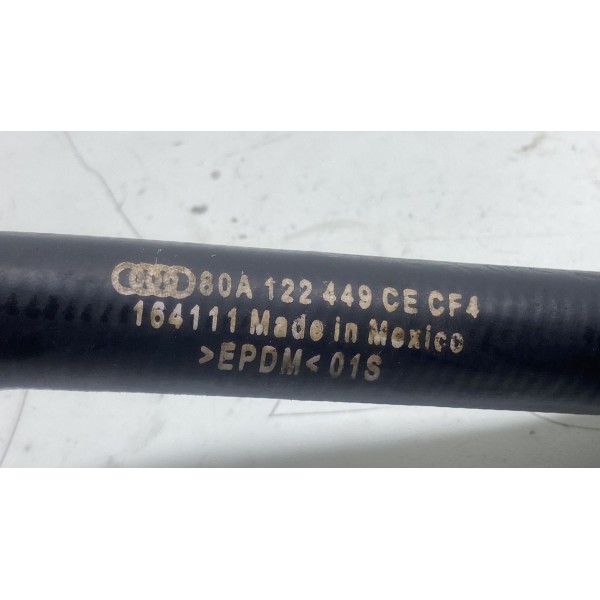 80A 122 449 CE CF4
164111 Made in Mexico
>EPDM< 01S